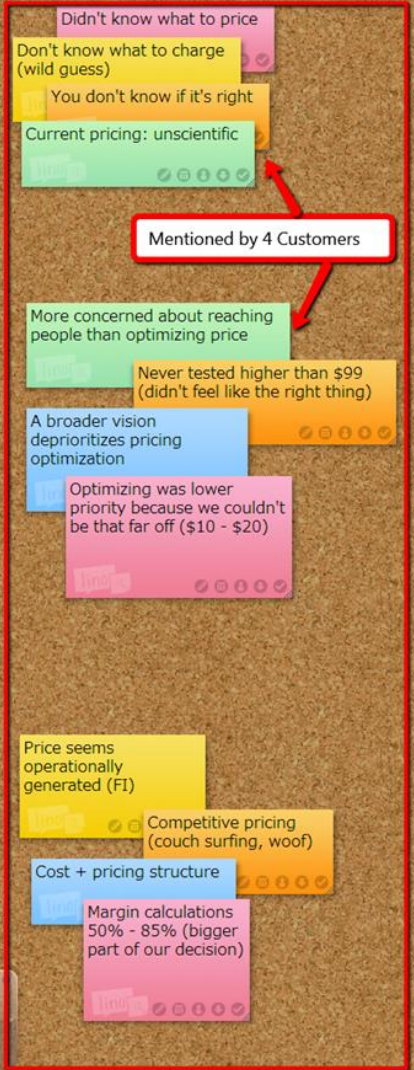 Didn't know what to price
Don't know what to charge
(wild guess)
You don't know if it's right
Current pricing: unscientific
Mentioned by 4 Customers
More concerned about reaching
people than optimizing price
Never tested higher than $99
(didn't feel like the right thing)
A broader vision
deprioritizes pricing
optimization
Optimizing was lower
priority because we couldn't
be that far off ($10 - $20)
Price seems
operationally
generated (FI)
Competitive pricing
(couch surfing, woof)
Cost + pricing structure
Margin calculations
50% - 85% (bigger
part of our decision)